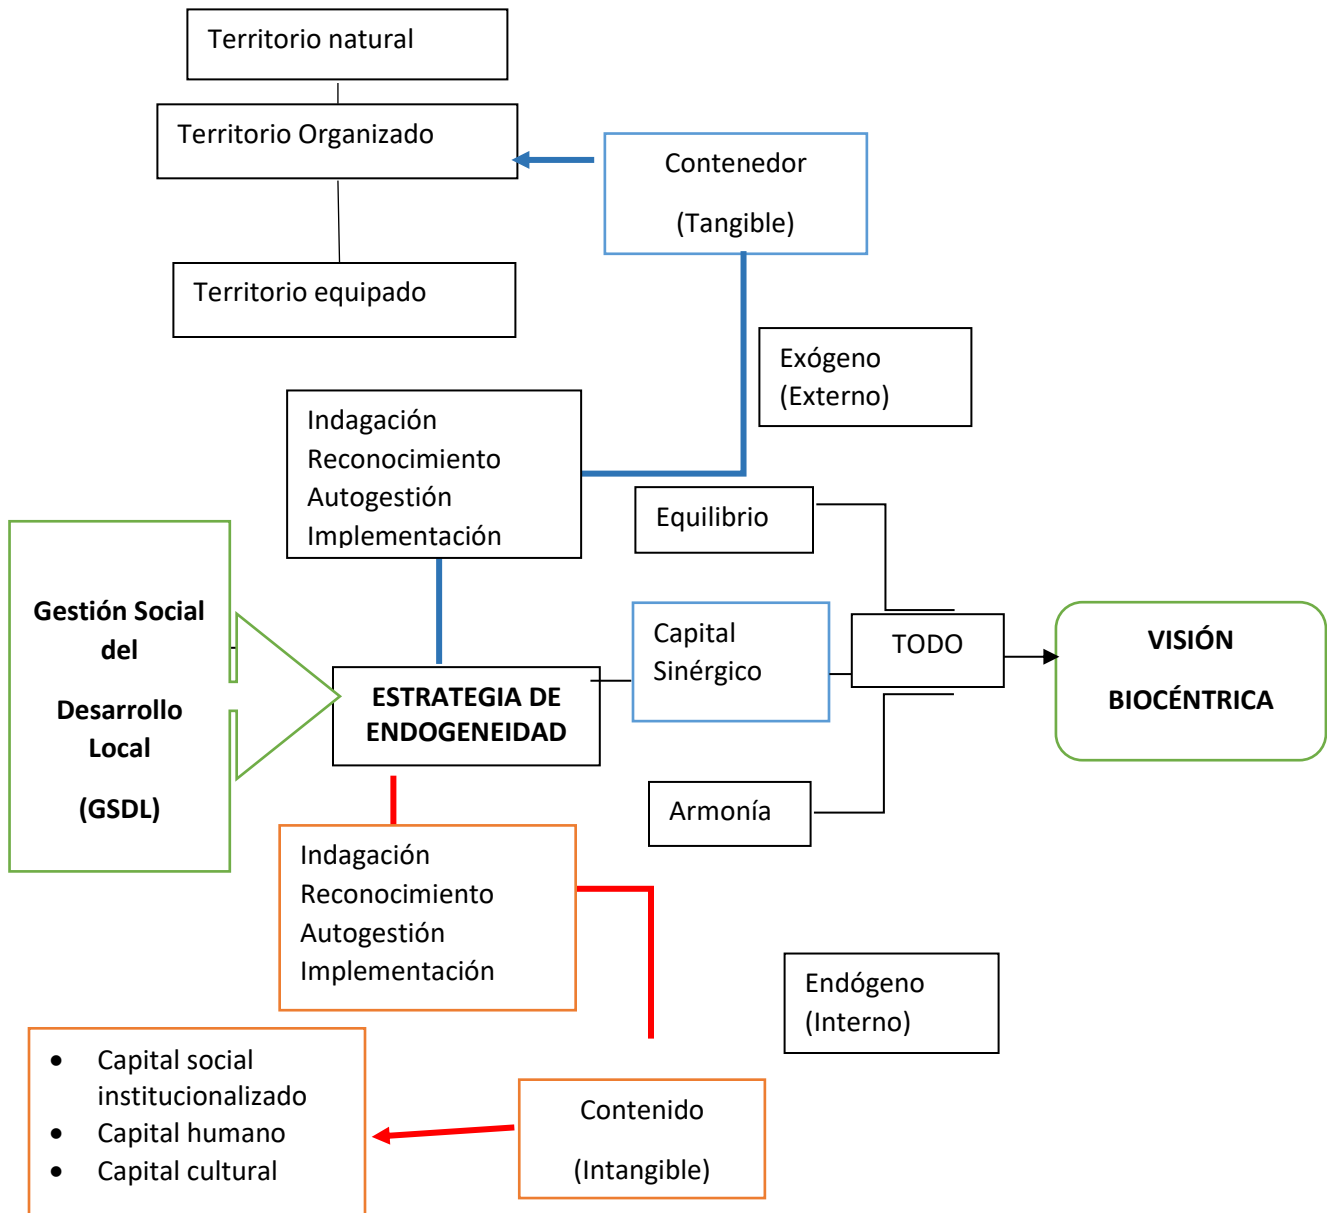 Territorio natural
Territorio Organizado
Contenedor
(Tangible)
Territorio equipado
Exógeno
(Externo)
Indagación
Reconocimiento
Autogestión
Implementación
Equilibrio
Gestión Social
del
Desarrollo
Local
(GSDL)
ESTRATEGIA DE
ENDOGENEIDAD
Capital
Sinérgico
TODO
VISIÓN
BIOCÉNTRICA
Armonía
Indagación
Reconocimiento
Autogestión
Implementación
Endógeno
(Interno)
• Capital social
institucionalizado
• Capital humano
• Capital cultural
Contenido
(Intangible)